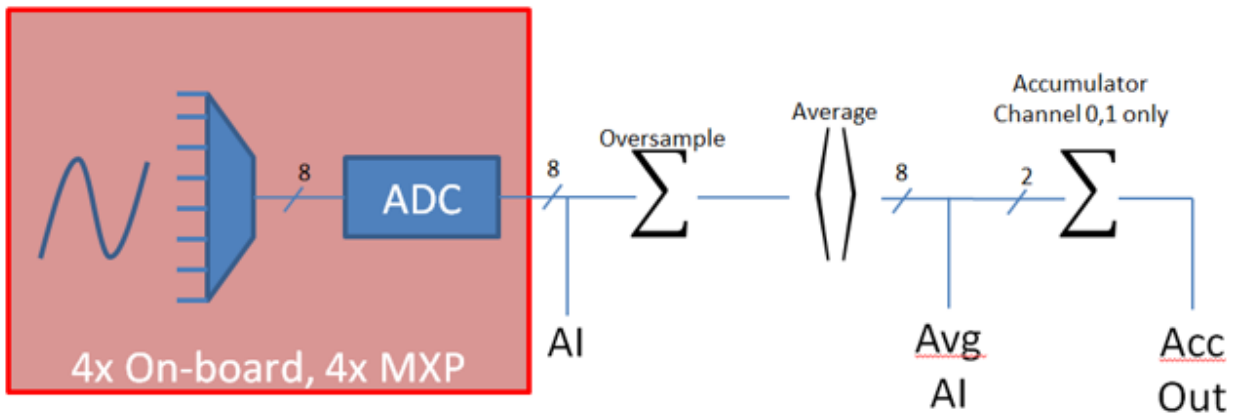 Accumulator
Channel 0,1 only
Average
Oversample
8
ADC
8
8
2
4x On-board, 4x MXP
AI
Avg
AI
Acc
Out